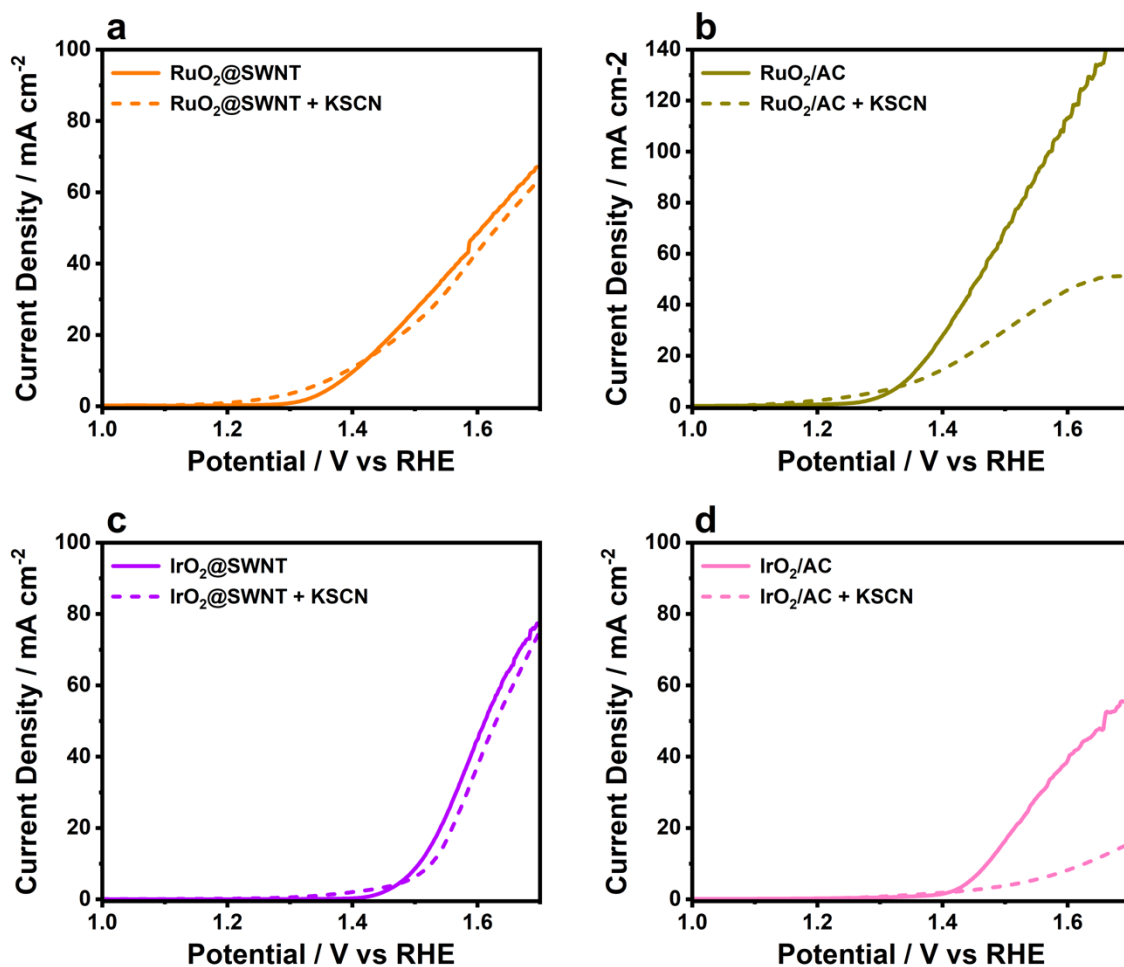 a
100
80
60
40
20
0
Current Density / mA cm⁻²
RuO₂@SWNT
RuO₂@SWNT + KSCN
1.0 1.2 1.4 1.6
Potential / V vs RHE
b
140
120
100
80
60
40
20
0
Current Density / mA cm-2
RuO₂/AC
RuO₂/AC + KSCN
1.0 1.2 1.4 1.6
Potential / V vs RHE
c
100
80
60
40
20
0
Current Density / mA cm⁻²
IrO₂@SWNT
IrO₂@SWNT + KSCN
1.0 1.2 1.4 1.6
Potential / V vs RHE
d
100
80
60
40
20
0
Current Density / mA cm⁻²
IrO₂/AC
IrO₂/AC + KSCN
1.0 1.2 1.4 1.6
Potential / V vs RHE